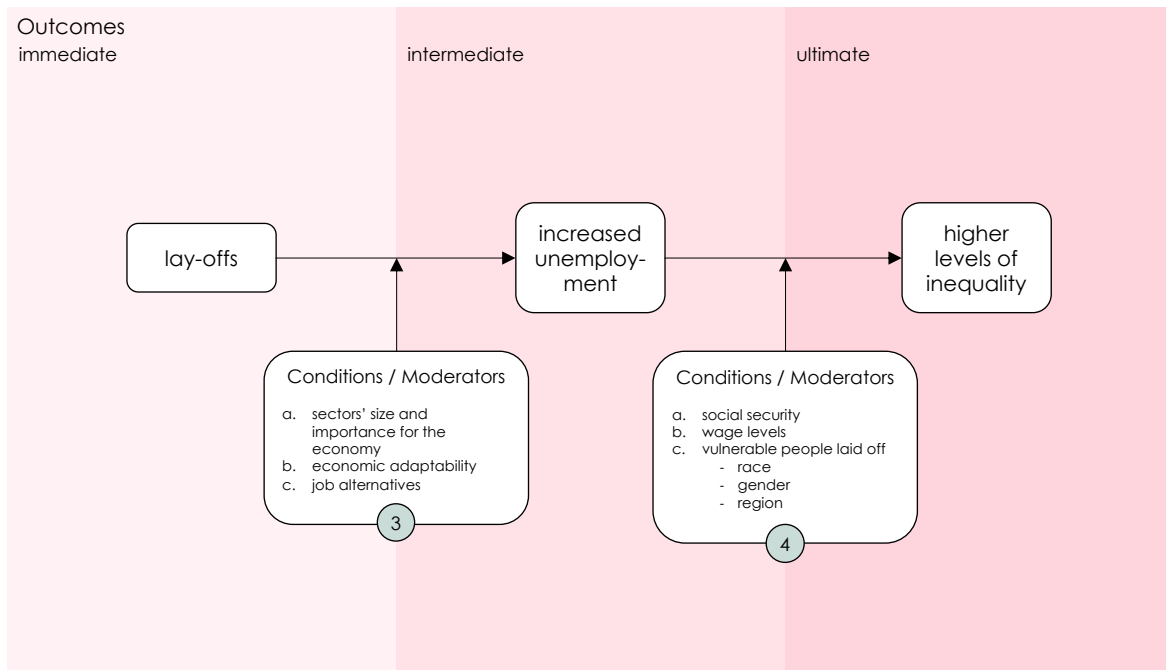 Outcomes
immediate
intermediate
ultimate
lay-offs
increased
unemploy-
ment
higher
levels of
inequality
Conditions / Moderators
a. sectors’ size and
importance for the
economy
b. economic adaptability
c. job alternatives
3
Conditions / Moderators
a. social security
b. wage levels
c. vulnerable people laid off
- race
- gender
- region
4